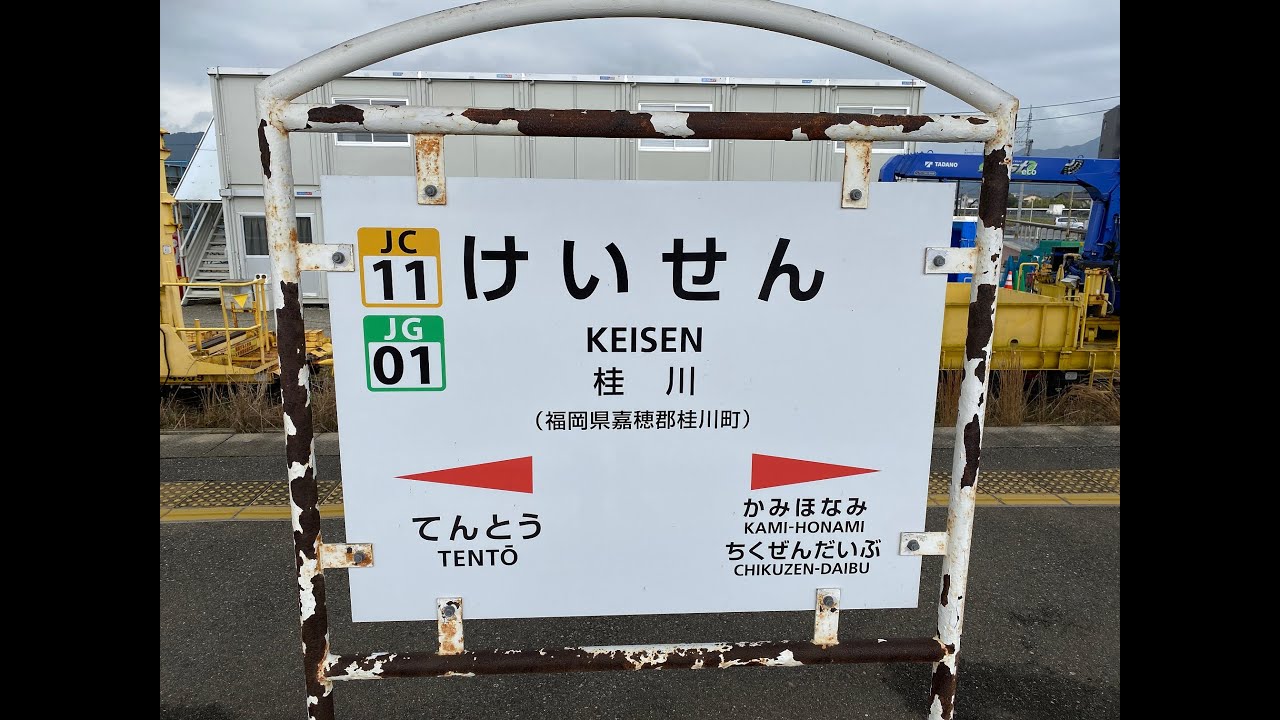 TADANO
eco
JC
11
けいせん
JG
01
KEISEN
桂川
(福岡県嘉穂郡桂川町)
てんとう
TENTŌ
かみほなみ
KAMI-HONAMI
ちくぜんだいぶ
CHIKUZEN-DAIBU